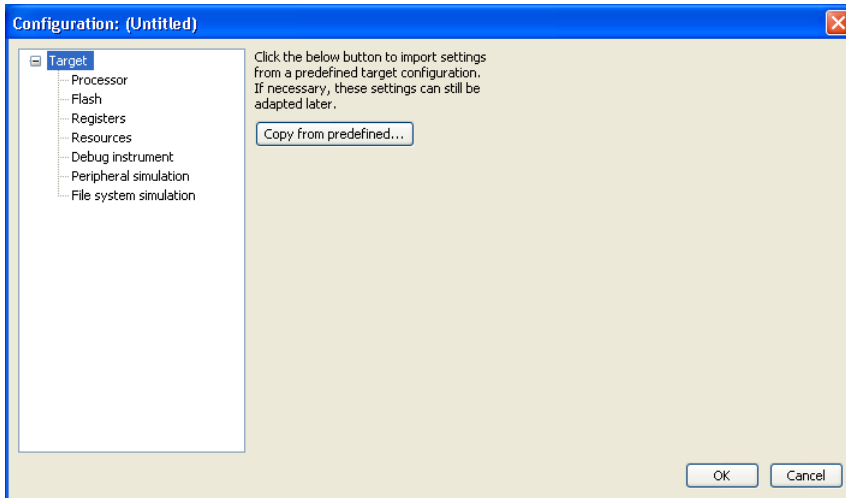 Configuration: (Untitled)
Target
Processor
Flash
Registers
Resources
Debug instrument
Peripheral simulation
File system simulation
Click the below button to import settings
from a predefined target configuration.
If necessary, these settings can still be
adapted later.
Copy from predefined...
OK
Cancel